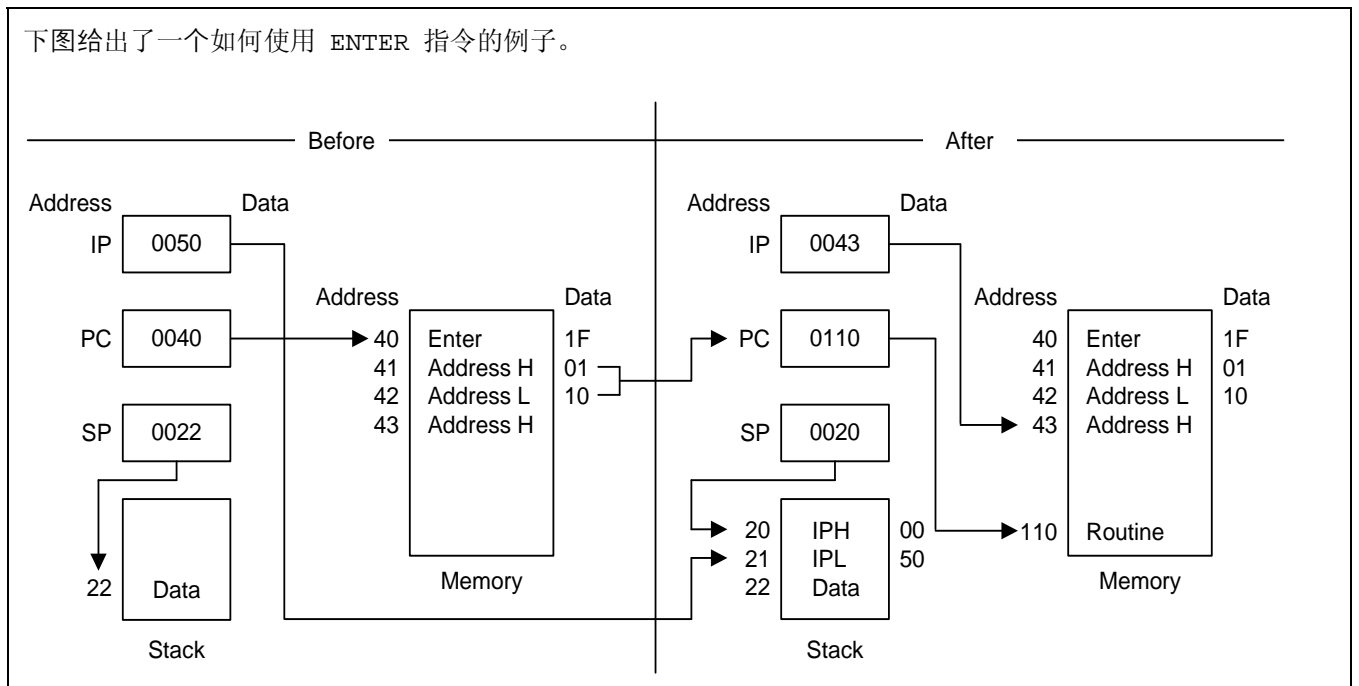 下图给出了一个如何使用 ENTER 指令的例子。
Before
After
Address Data
IP 0050
PC 0040
SP 0022
22 Data
Stack
Address Data
40 Enter 1F
41 Address H 01
42 Address L 10
43 Address H
Memory
Address Data
IP 0043
PC 0110
SP 0020
20 IPH 00
21 IPL 50
22 Data
Stack
Address Data
40 Enter 1F
41 Address H 01
42 Address L 10
43 Address H
110 Routine
Memory